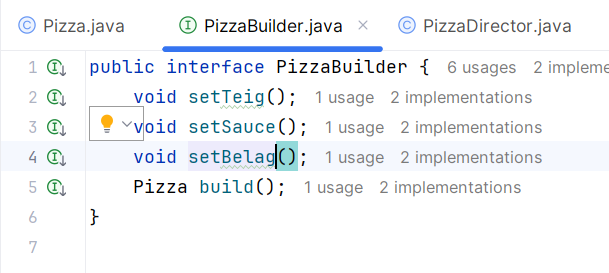 Pizza.java PizzaBuilder.java PizzaDirector.java
1 public interface PizzaBuilder { 6 usages 2 impleme
2 void setTeig(); 1 usage 2 implementations
3 void setSauce(); 1 usage 2 implementations
4 void setBelag(); 1 usage 2 implementations
5 Pizza build(); 1 usage 2 implementations
6 }
7